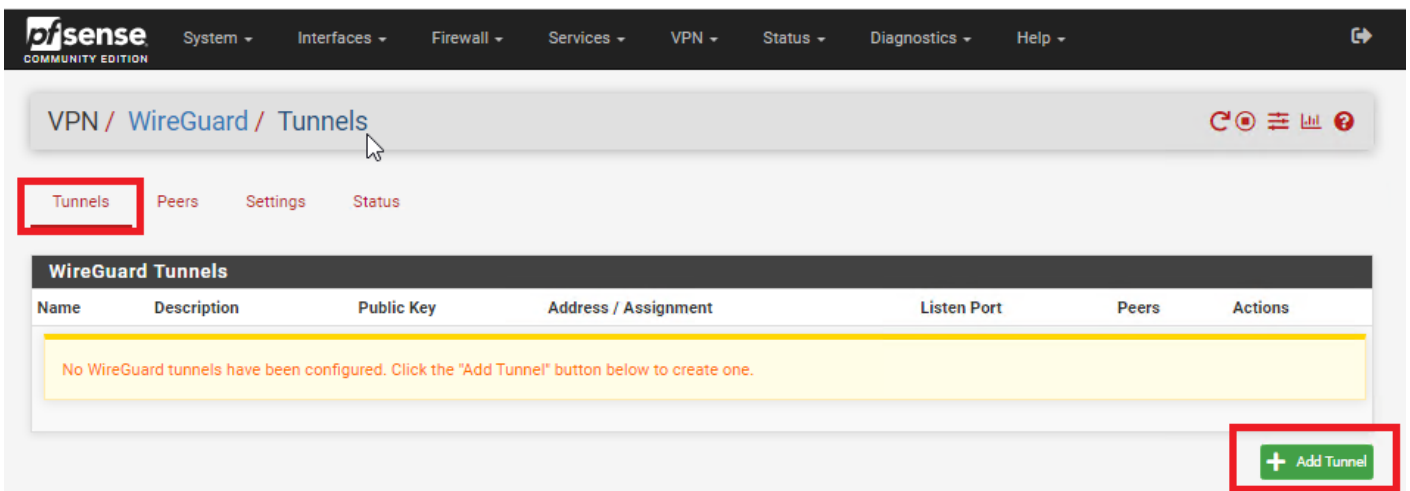 pfsense System Interfaces Firewall Services VPN Status Diagnostics Help
COMMUNITY EDITION
VPN / WireGuard / Tunnels
Tunnels Peers Settings Status
WireGuard Tunnels
Name Description Public Key Address / Assignment Listen Port Peers Actions
No WireGuard tunnels have been configured. Click the "Add Tunnel" button below to create one.
Add Tunnel